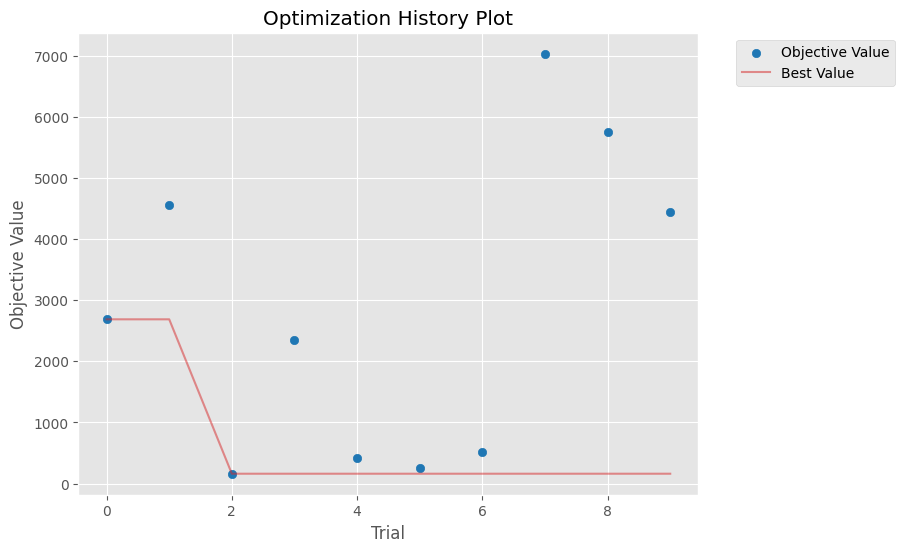 Optimization History Plot
Objective Value
Best Value
Objective Value
7000
6000
5000
4000
3000
2000
1000
0
0 2 4 6 8
Trial